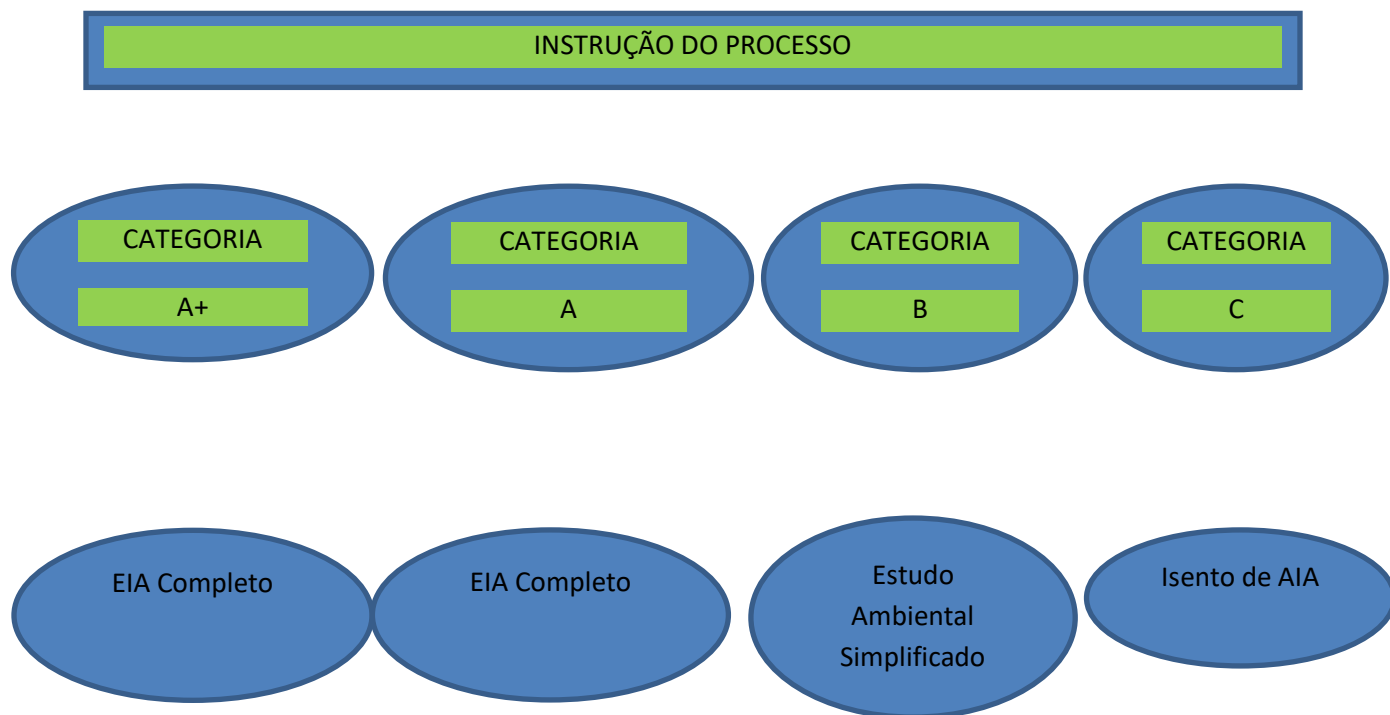 INSTRUÇÃO DO PROCESSO
CATEGORIA
A+
CATEGORIA
A
CATEGORIA
B
CATEGORIA
C
EIA Completo
EIA Completo
Estudo
Ambiental
Simplificado
Isento de AIA